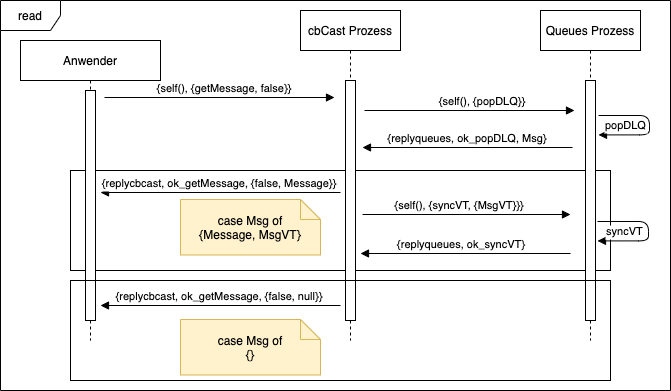 read
cbCast Prozess
Queues Prozess
Anwender
{self(), {getMessage, false}}
{self(), {popDLQ}}
popDLQ
{replyqueues, ok_popDLQ, Msg}
{replycbcast, ok_getMessage, {false, Message}}
case Msg of
{Message, MsgVT}
{self(), {syncVT, {MsgVT}}}
syncVT
{replyqueues, ok_syncVT}
{replycbcast, ok_getMessage, {false, null}}
case Msg of
{}